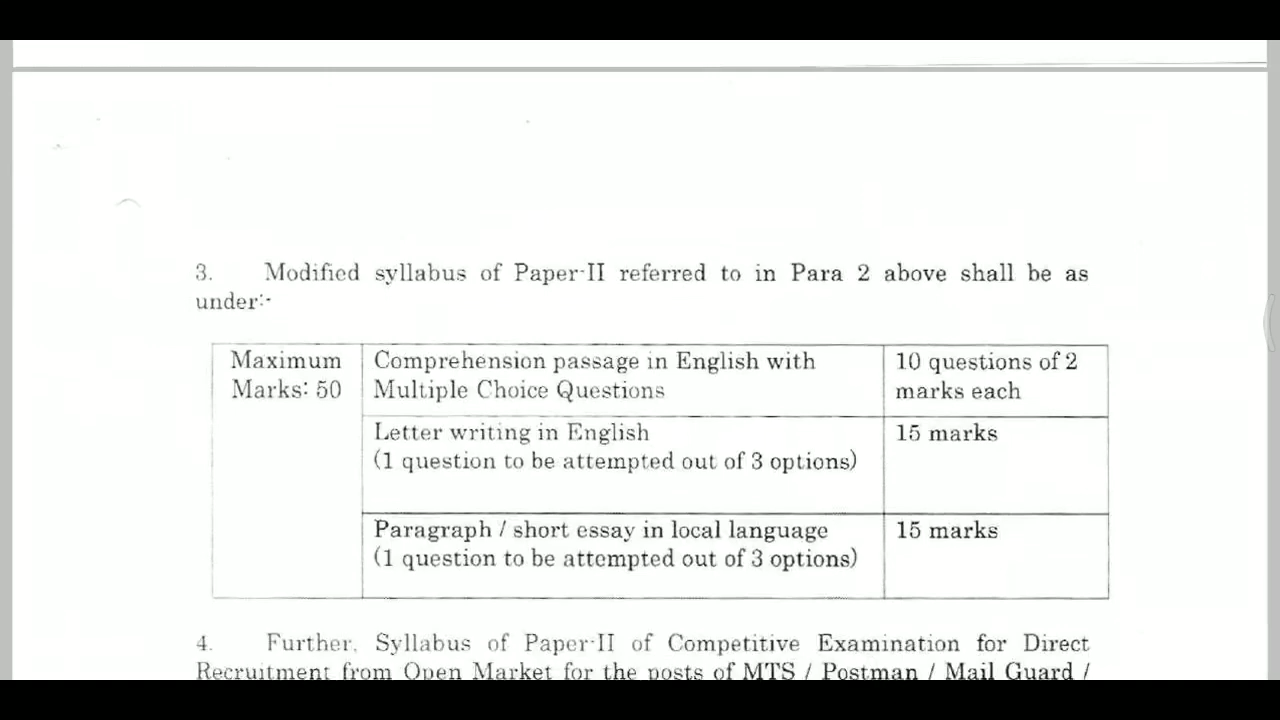 3. Modified syllabus of Paper-II referred to in Para 2 above shall be as
under:-
Maximum
Marks: 50
Comprehension passage in English with
Multiple Choice Questions
10 questions of 2
marks each
Letter writing in English
(1 question to be attempted out of 3 options)
15 marks
Paragraph / short essay in local language
(1 question to be attempted out of 3 options)
15 marks
4. Further, Syllabus of Paper-II of Competitive Examination for Direct
Recruitment from Open Market for the posts of MTS / Postman / Mail Guard /